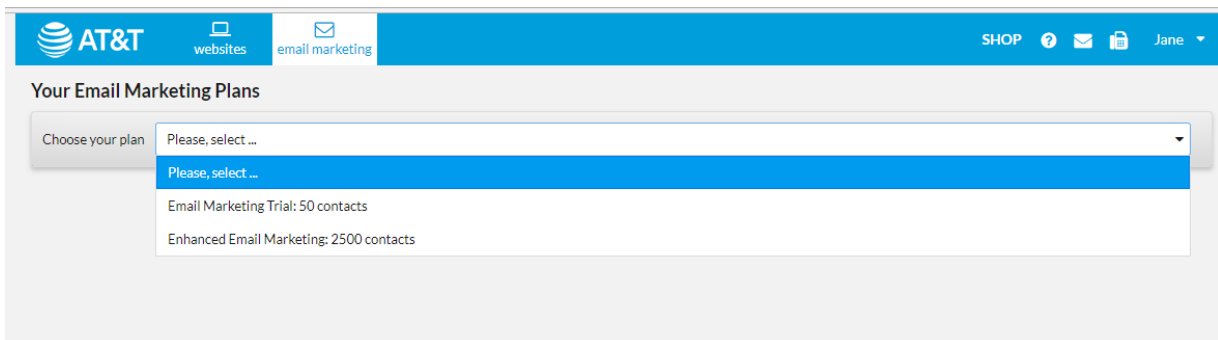 AT&T
websites
email marketing
SHOP
Jane
Your Email Marketing Plans
Choose your plan
Please, select ...
Please, select ...
Email Marketing Trial: 50 contacts
Enhanced Email Marketing: 2500 contacts